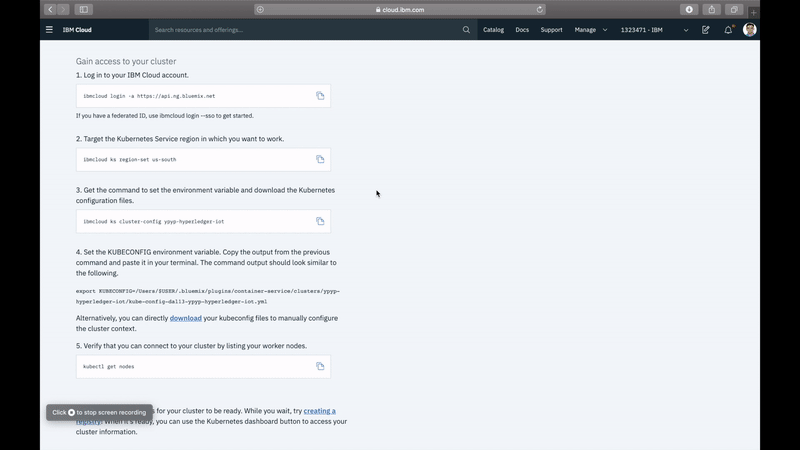 cloud.ibm.com
IBM Cloud
Search resources and offerings...
Catalog
Docs
Support
Manage
1323471 - IBM
Gain access to your cluster
1. Log in to your IBM Cloud account.
ibmcloud login -a https://api.ng.bluemix.net
If you have a federated ID, use ibmcloud login --sso to get started.
2. Target the Kubernetes Service region in which you want to work.
ibmcloud ks region-set us-south
3. Get the command to set the environment variable and download the Kubernetes
configuration files.
ibmcloud ks cluster-config ypyp-hyperledger-iot
4. Set the KUBECONFIG environment variable. Copy the output from the previous
command and paste it in your terminal. The command output should look similar to
the following.
export KUBECONFIG=/Users/$USER/.bluemix/plugins/container-service/clusters/ypyp-
hyperledger-iot/kube-config-dal13-ypyp-hyperledger-iot.yml
Alternatively, you can directly download your kubeconfig files to manually configure
the cluster context.
5. Verify that you can connect to your cluster by listing your worker nodes.
kubectl get nodes
Click to stop screen recording
for your cluster to be ready. While you wait, try creating a
registry! When it's ready, you can use the Kubernetes dashboard button to access your
cluster information.